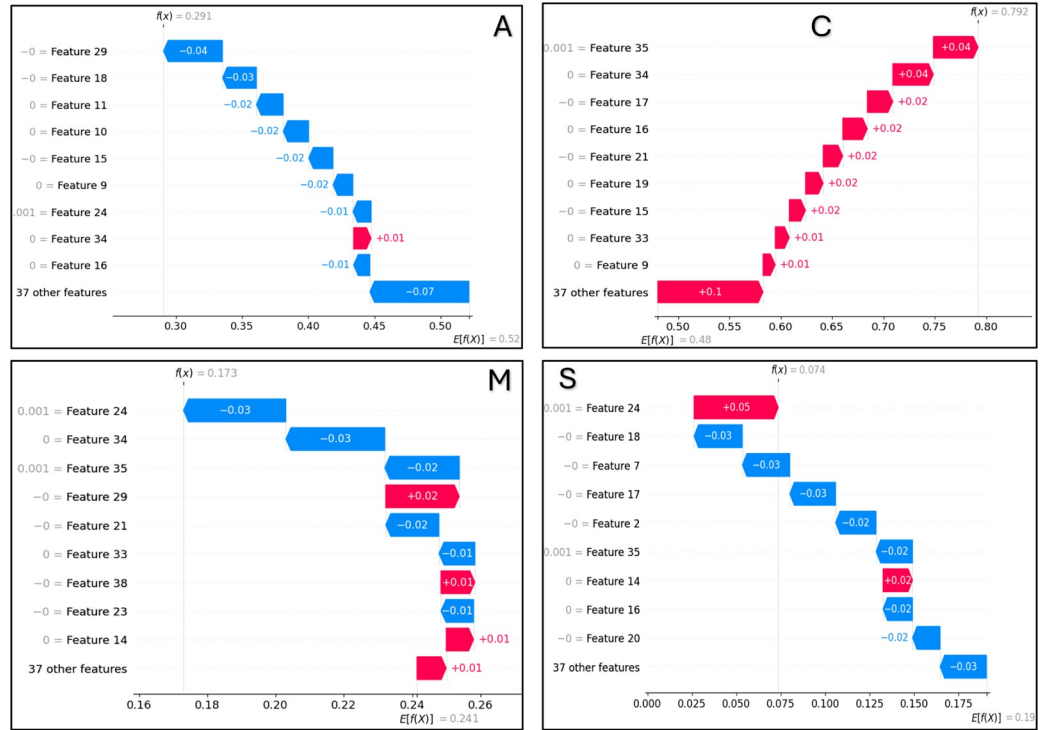 f(x) = 0.291
A
−0 = Feature 29
−0.04
−0 = Feature 18
−0.03
0 = Feature 11
−0.02
0 = Feature 10
−0.02
−0 = Feature 15
−0.02
0 = Feature 9
−0.02
.001 = Feature 24
−0.01
0 = Feature 34
+0.01
0 = Feature 16
−0.01
37 other features
−0.07
0.30 0.35 0.40 0.45 0.50
E[f(X)] = 0.52
f(x) = 0.792
C
0.001 = Feature 35
+0.04
0 = Feature 34
+0.04
−0 = Feature 17
+0.02
0 = Feature 16
+0.02
−0 = Feature 21
+0.02
0 = Feature 19
+0.02
−0 = Feature 15
+0.02
0 = Feature 33
+0.01
0 = Feature 9
+0.01
37 other features
+0.1
0.50 0.55 0.60 0.65 0.70 0.75 0.80
E[f(X)] = 0.48
f(x) = 0.173
M
0.001 = Feature 24
−0.03
0 = Feature 34
−0.03
0.001 = Feature 35
−0.02
−0 = Feature 29
+0.02
−0 = Feature 21
−0.02
0 = Feature 33
−0.01
−0 = Feature 38
+0.01
−0 = Feature 23
−0.01
0 = Feature 14
+0.01
37 other features
+0.01
0.16 0.18 0.20 0.22 0.24 0.26
E[f(X)] = 0.241
S
f(x) = 0.074
0.001 = Feature 24
+0.05
−0 = Feature 18
−0.03
−0 = Feature 7
−0.03
−0 = Feature 17
−0.03
−0 = Feature 2
−0.02
0.001 = Feature 35
−0.02
0 = Feature 14
+0.02
0 = Feature 16
−0.02
−0 = Feature 20
−0.02
37 other features
−0.03
0.000 0.025 0.050 0.075 0.100 0.125 0.150 0.175
E[f(X)] = 0.19